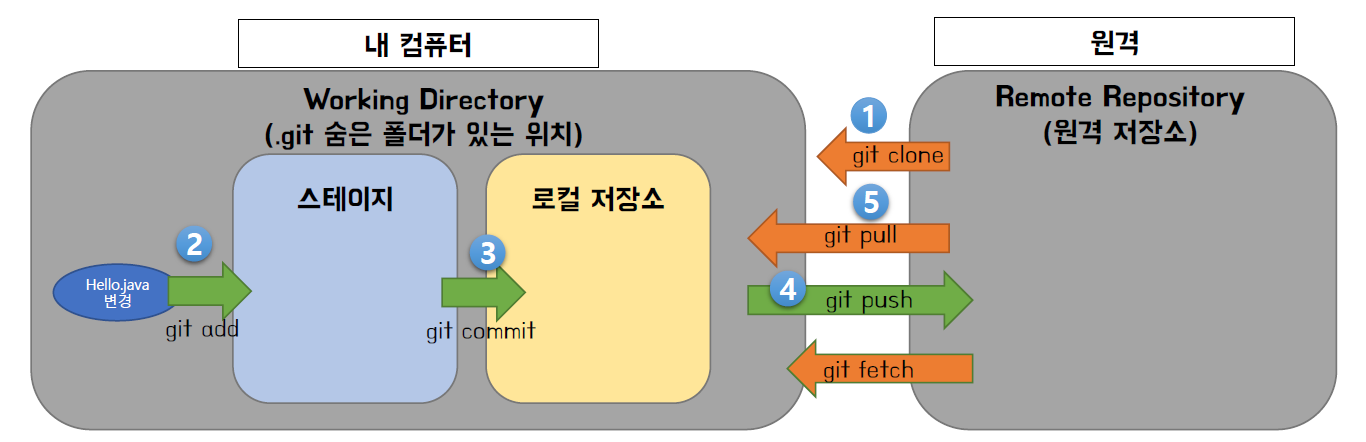 내 컴퓨터
원격
Working Directory
(.git 숨은 폴더가 있는 위치)
Remote Repository
(원격 저장소)
1
git clone
스테이지
로컬 저장소
5
git pull
2
3
Hello.java
변경
4
git push
git add
git commit
git fetch